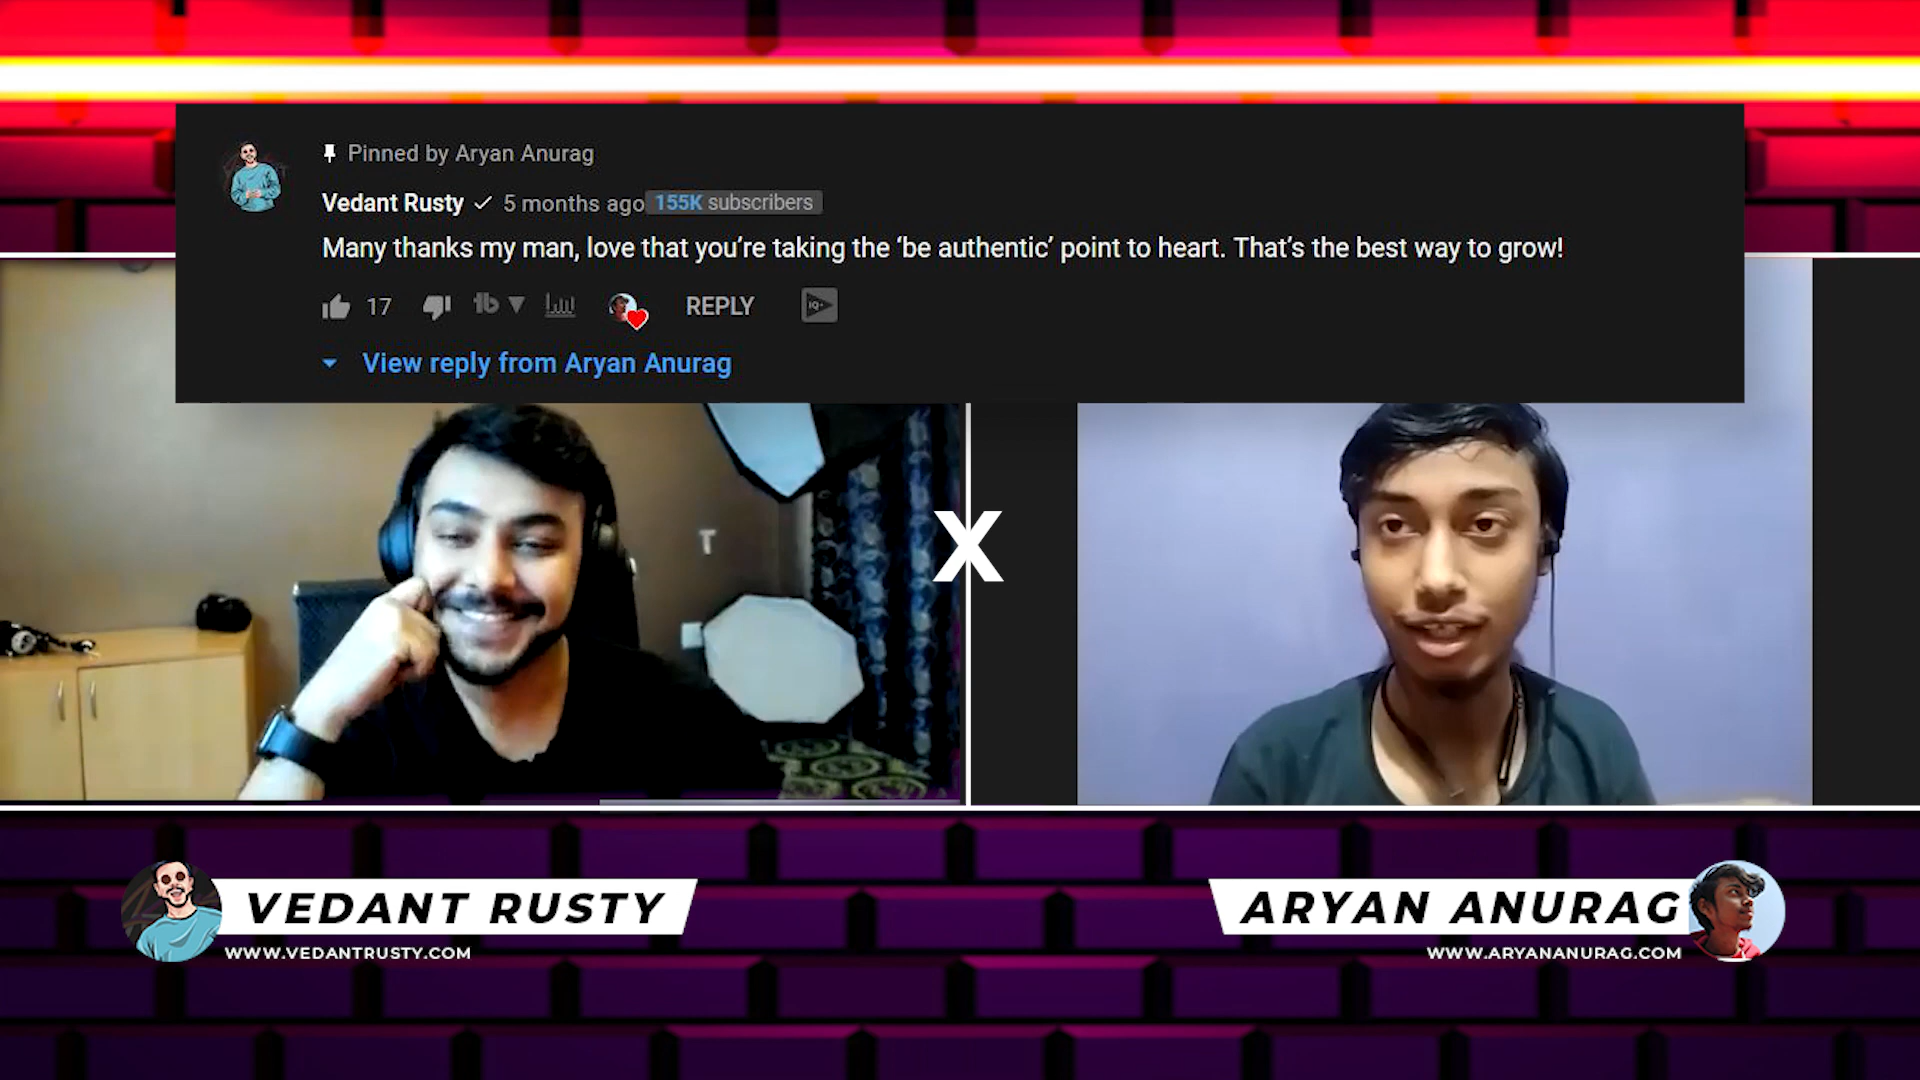 Pinned by Aryan Anurag
Vedant Rusty ✓ 5 months ago 155K subscribers
Many thanks my man, love that you’re taking the ‘be authentic’ point to heart. That’s the best way to grow!
17 tb REPLY IQ
View reply from Aryan Anurag
T
X
VEDANT RUSTY
WWW.VEDANTRUSTY.COM
ARYAN ANURAG
WWW.ARYANANURAG.COM